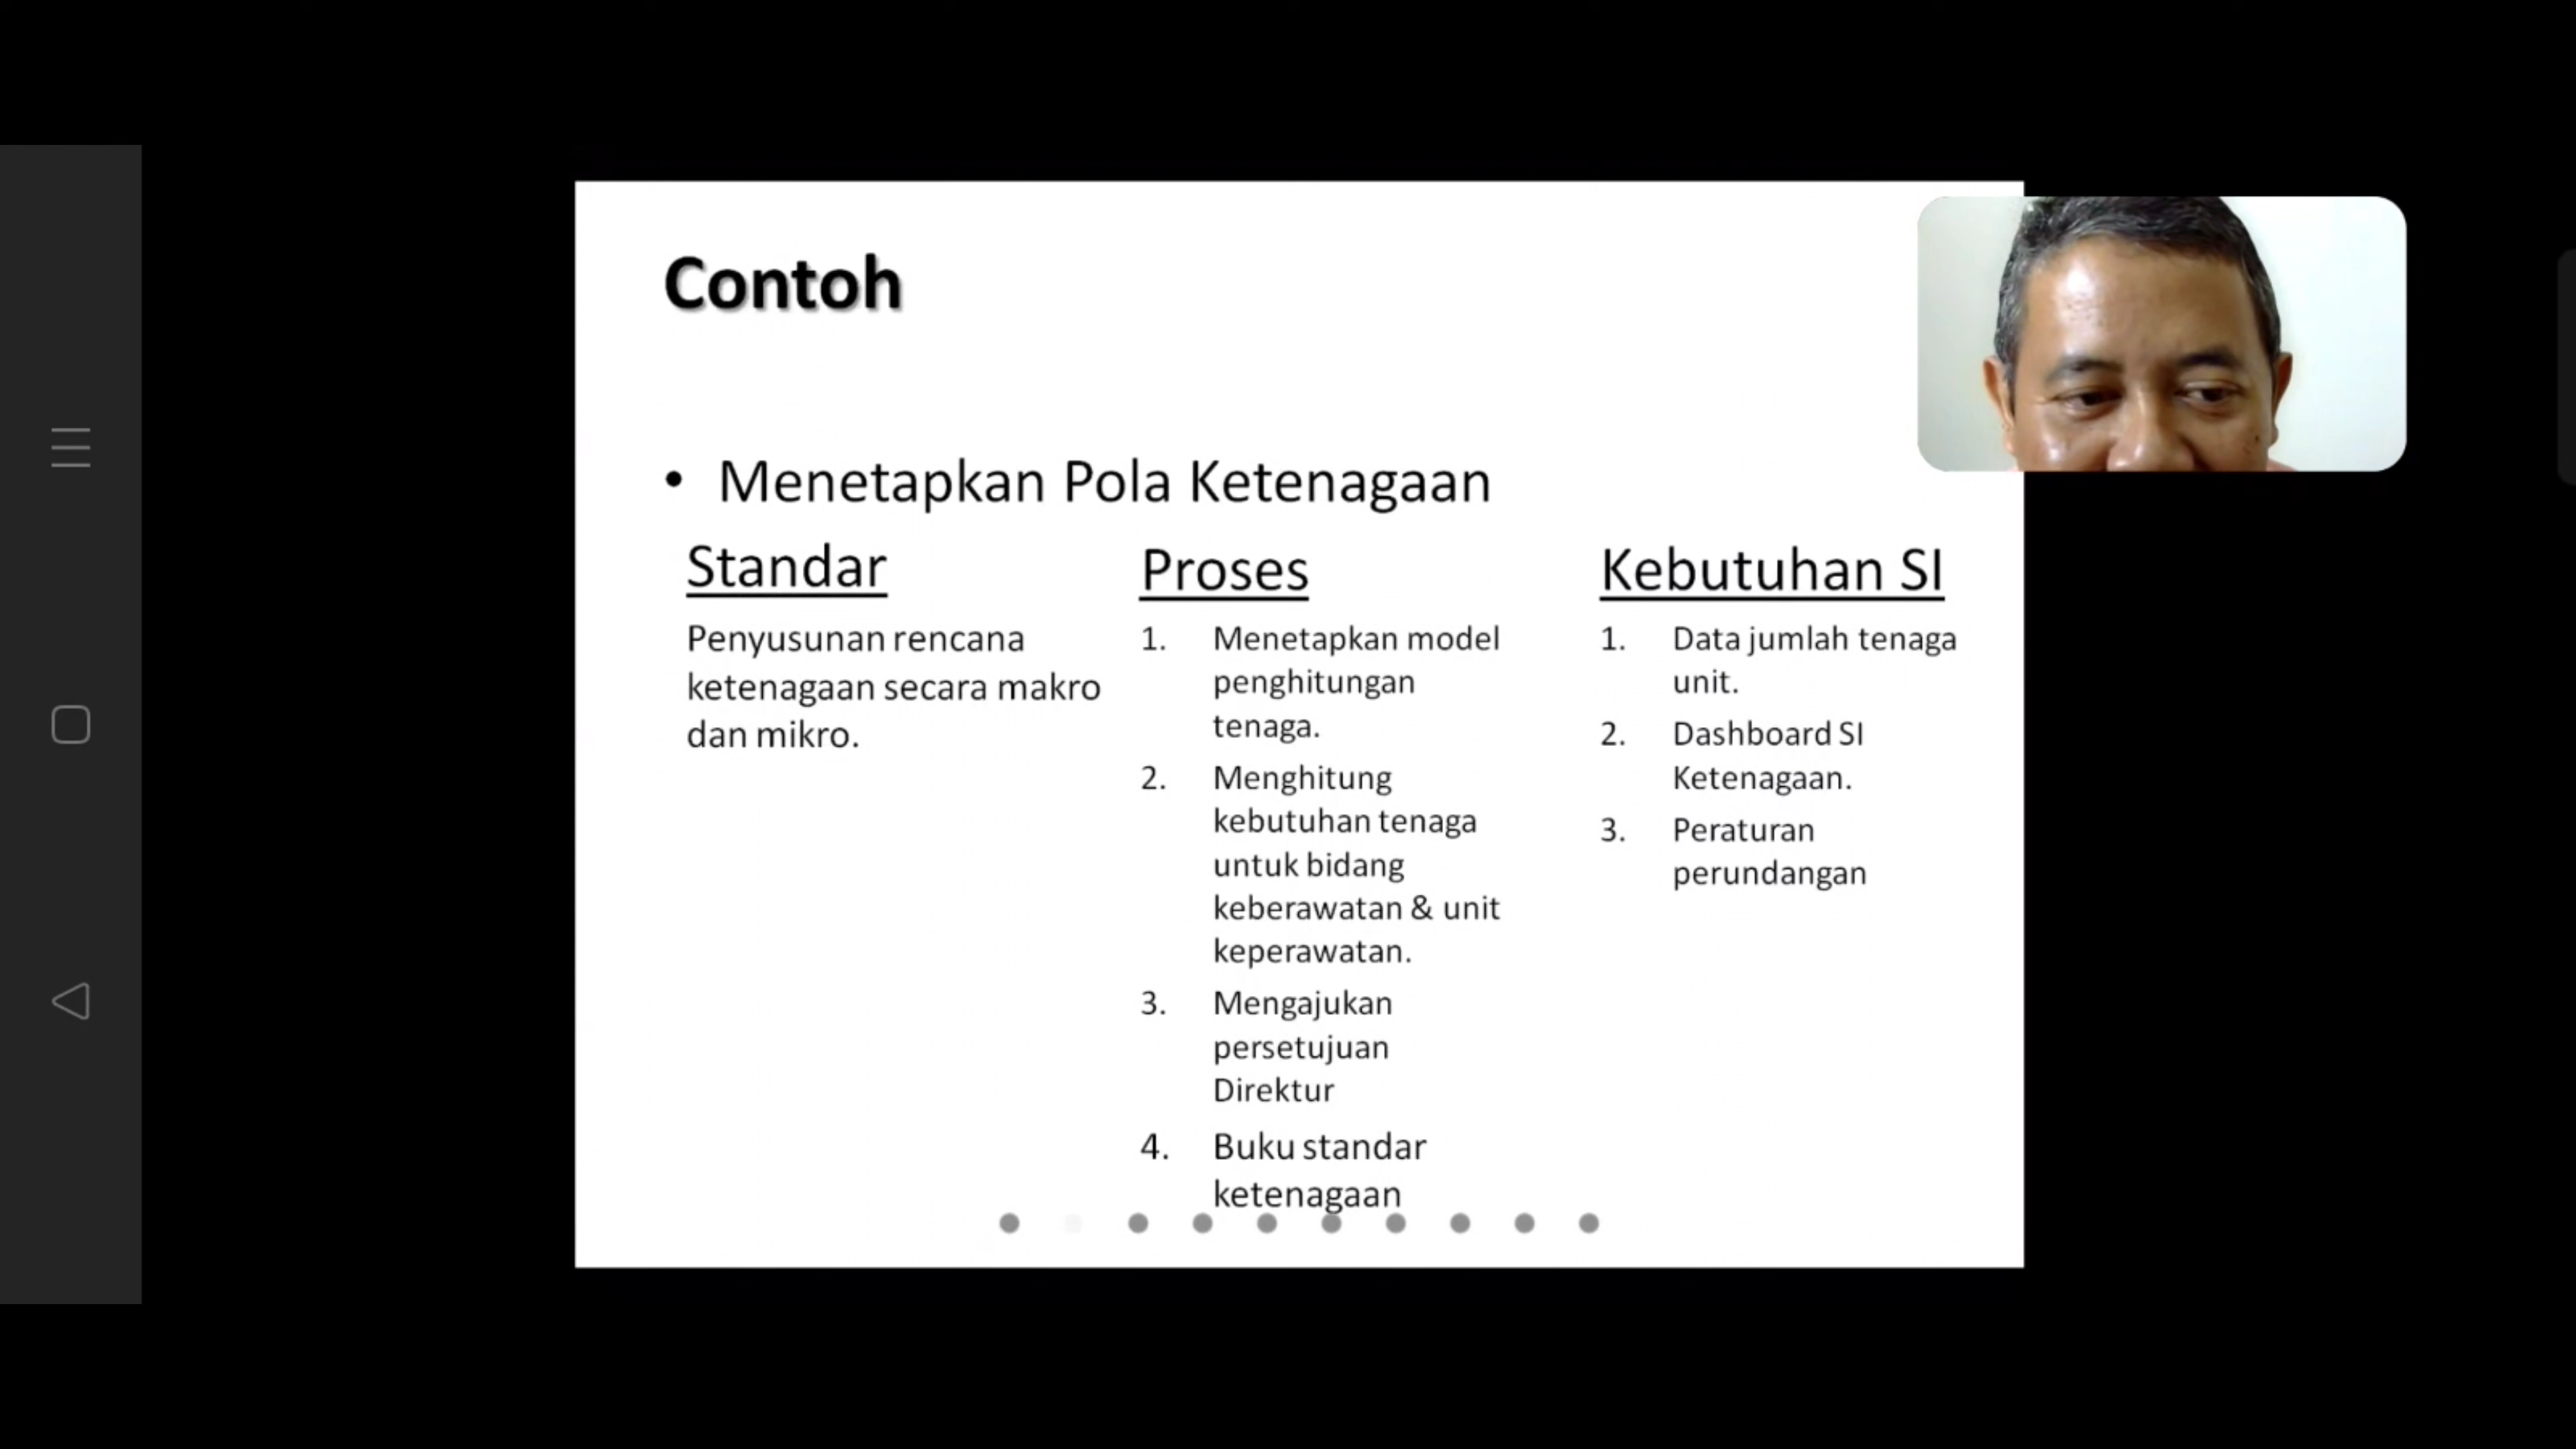 Contoh
• Menetapkan Pola Ketenagaan
Standar
Penyusunan rencana
ketenagaan secara makro
dan mikro.
Proses
1. Menetapkan model
penghitungan
tenaga.
2. Menghitung
kebutuhan tenaga
untuk bidang
keberawatan & unit
keperawatan.
3. Mengajukan
persetujuan
Direktur
4. Buku standar
ketenagaan
Kebutuhan SI
1. Data jumlah tenaga
unit.
2. Dashboard SI
Ketenagaan.
3. Peraturan
perundangan